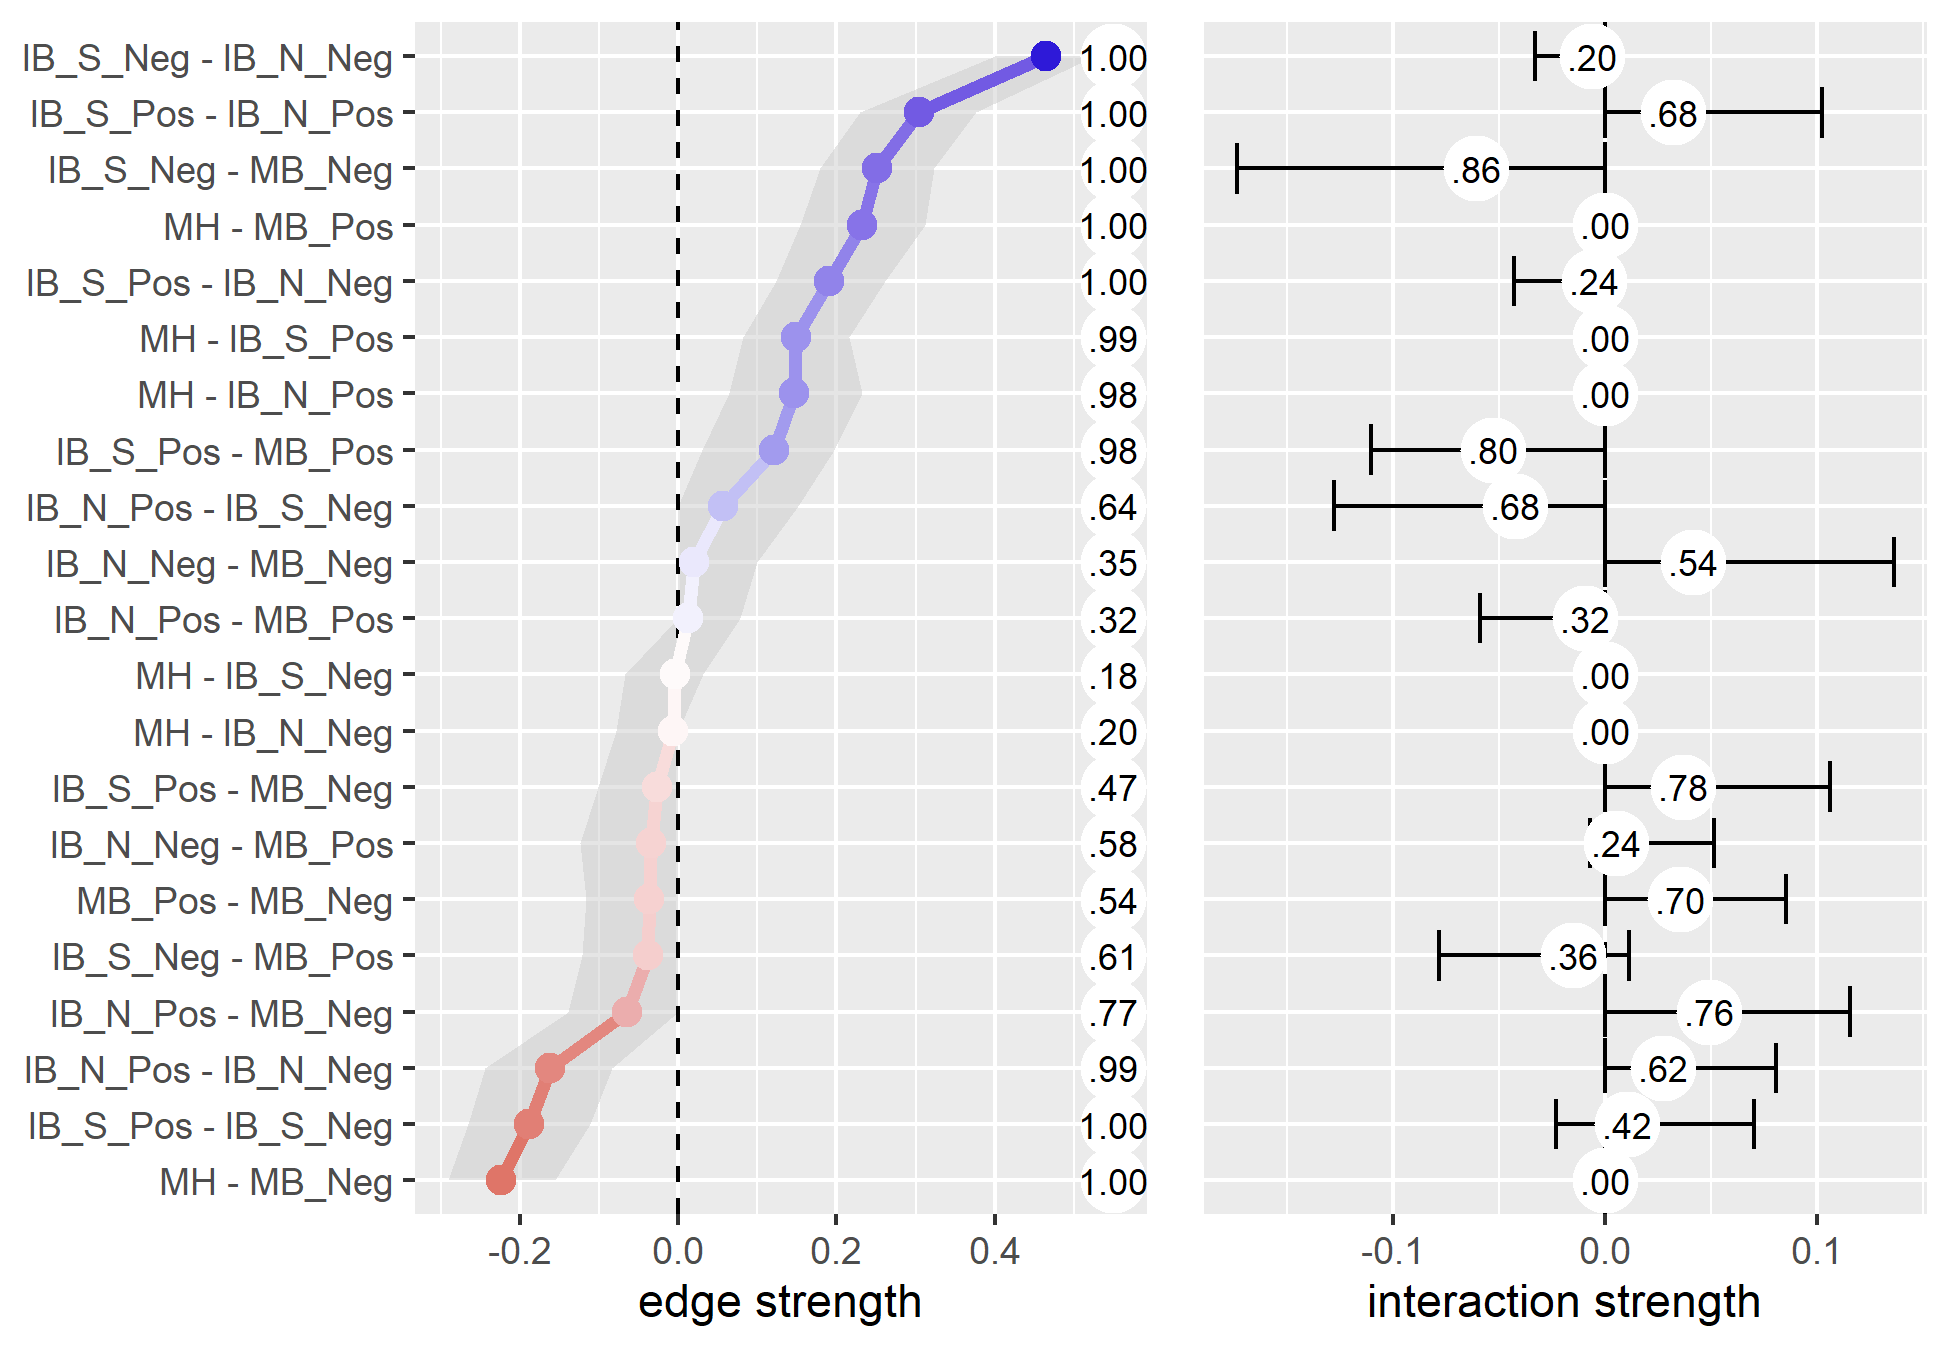 IB_S_Neg - IB_N_Neg 1.00 .20
IB_S_Pos - IB_N_Pos 1.00 .68
IB_S_Neg - MB_Neg 1.00 .86
MH - MB_Pos 1.00 .00
IB_S_Pos - IB_N_Neg 1.00 .24
MH - IB_S_Pos .99 .00
MH - IB_N_Pos .98 .00
IB_S_Pos - MB_Pos .98 .80
IB_N_Pos - IB_S_Neg .64 .68
IB_N_Neg - MB_Neg .35 .54
IB_N_Pos - MB_Pos .32 .32
MH - IB_S_Neg .18 .00
MH - IB_N_Neg .20 .00
IB_S_Pos - MB_Neg .47 .78
IB_N_Neg - MB_Pos .58 .24
MB_Pos - MB_Neg .54 .70
IB_S_Neg - MB_Pos .61 .36
IB_N_Pos - MB_Neg .77 .76
IB_N_Pos - IB_N_Neg .99 .62
IB_S_Pos - IB_S_Neg 1.00 .42
MH - MB_Neg 1.00 .00
-0.2 0.0 0.2 0.4 -0.1 0.0 0.1
edge strength interaction strength